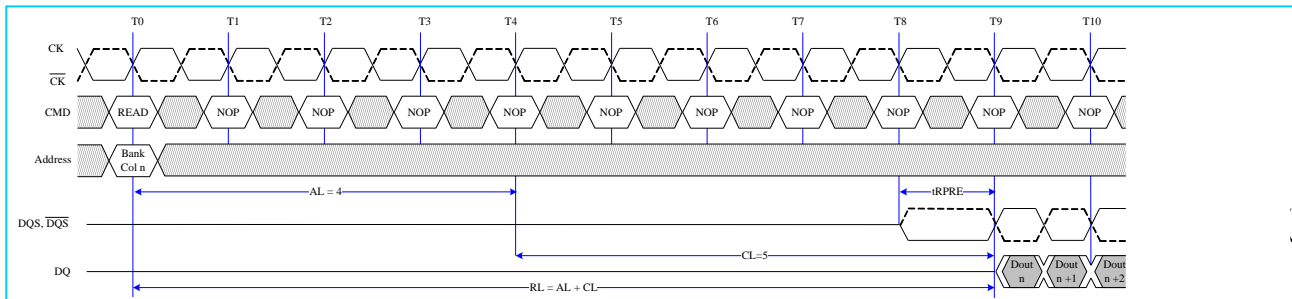 T0 T1 T2 T3 T4 T5 T6 T7 T8 T9 T10
CK
CK
CMD READ NOP NOP NOP NOP NOP NOP NOP NOP NOP NOP
Address Bank
Col n
AL = 4 tRPRE
DQS, DQS
CL=5
DQ Dout Dout Dout
n n +1 n +2
RL = AL + CL